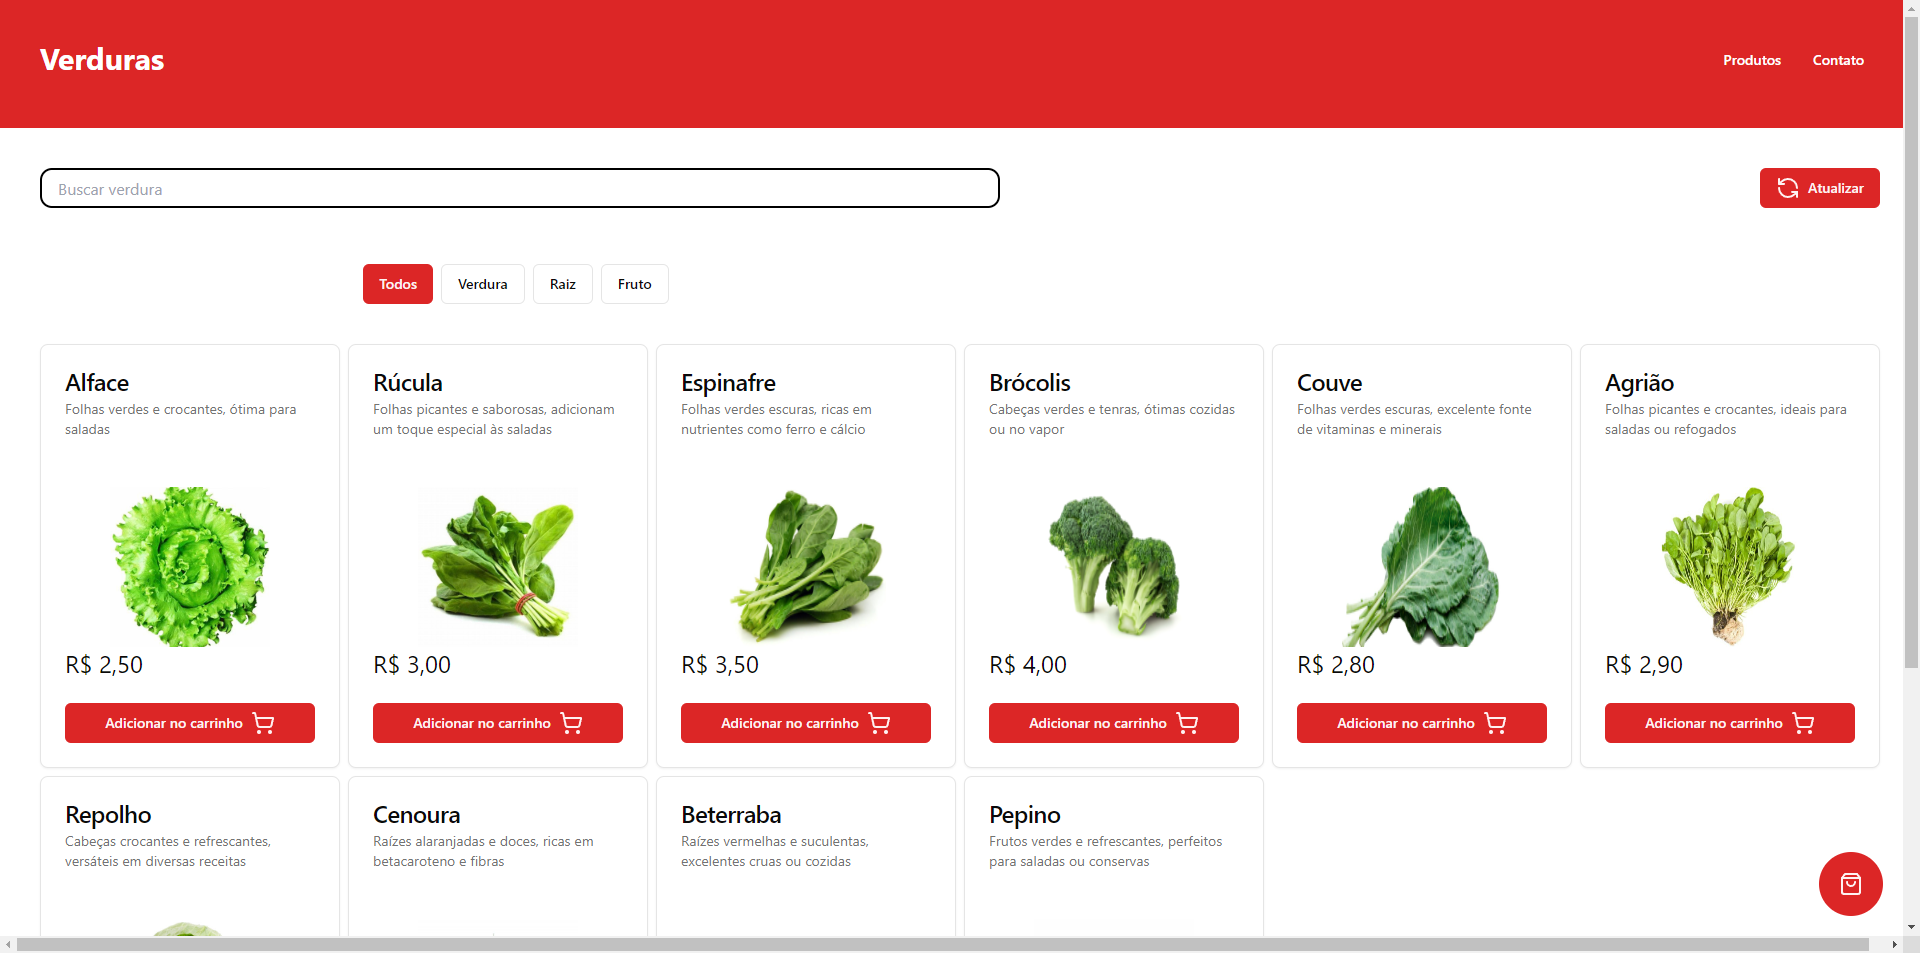 Verduras
Produtos
Contato
Buscar verdura
Atualizar
Todos
Verdura
Raiz
Fruto
Alface
Folhas verdes e crocantes, ótima para
saladas
R$ 2,50
Adicionar no carrinho
Rúcula
Folhas picantes e saborosas, adicionam
um toque especial às saladas
R$ 3,00
Adicionar no carrinho
Espinafre
Folhas verdes escuras, ricas em
nutrientes como ferro e cálcio
R$ 3,50
Adicionar no carrinho
Brócolis
Cabeças verdes e tenras, ótimas cozidas
ou no vapor
R$ 4,00
Adicionar no carrinho
Couve
Folhas verdes escuras, excelente fonte
de vitaminas e minerais
R$ 2,80
Adicionar no carrinho
Agrião
Folhas picantes e crocantes, ideais para
saladas ou refogados
R$ 2,90
Adicionar no carrinho
Repolho
Cabeças crocantes e refrescantes,
versáteis em diversas receitas
Cenoura
Raízes alaranjadas e doces, ricas em
betacaroteno e fibras
Beterraba
Raízes vermelhas e suculentas,
excelentes cruas ou cozidas
Pepino
Frutos verdes e refrescantes, perfeitos
para saladas ou conservas